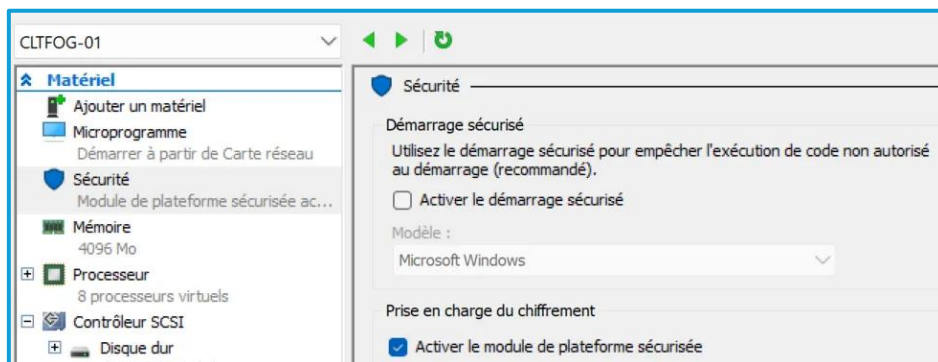 CLTFOG-01
Matériel
Ajouter un matériel
Microprogramme
Démarrer à partir de Carte réseau
Sécurité
Module de plateforme sécurisée ac...
Mémoire
4096 Mo
Processeur
8 processeurs virtuels
Contrôleur SCSI
Disque dur
Sécurité
Démarrage sécurisé
Utilisez le démarrage sécurisé pour empêcher l'exécution de code non autorisé
au démarrage (recommandé).
Activer le démarrage sécurisé
Modèle :
Microsoft Windows
Prise en charge du chiffrement
Activer le module de plateforme sécurisée